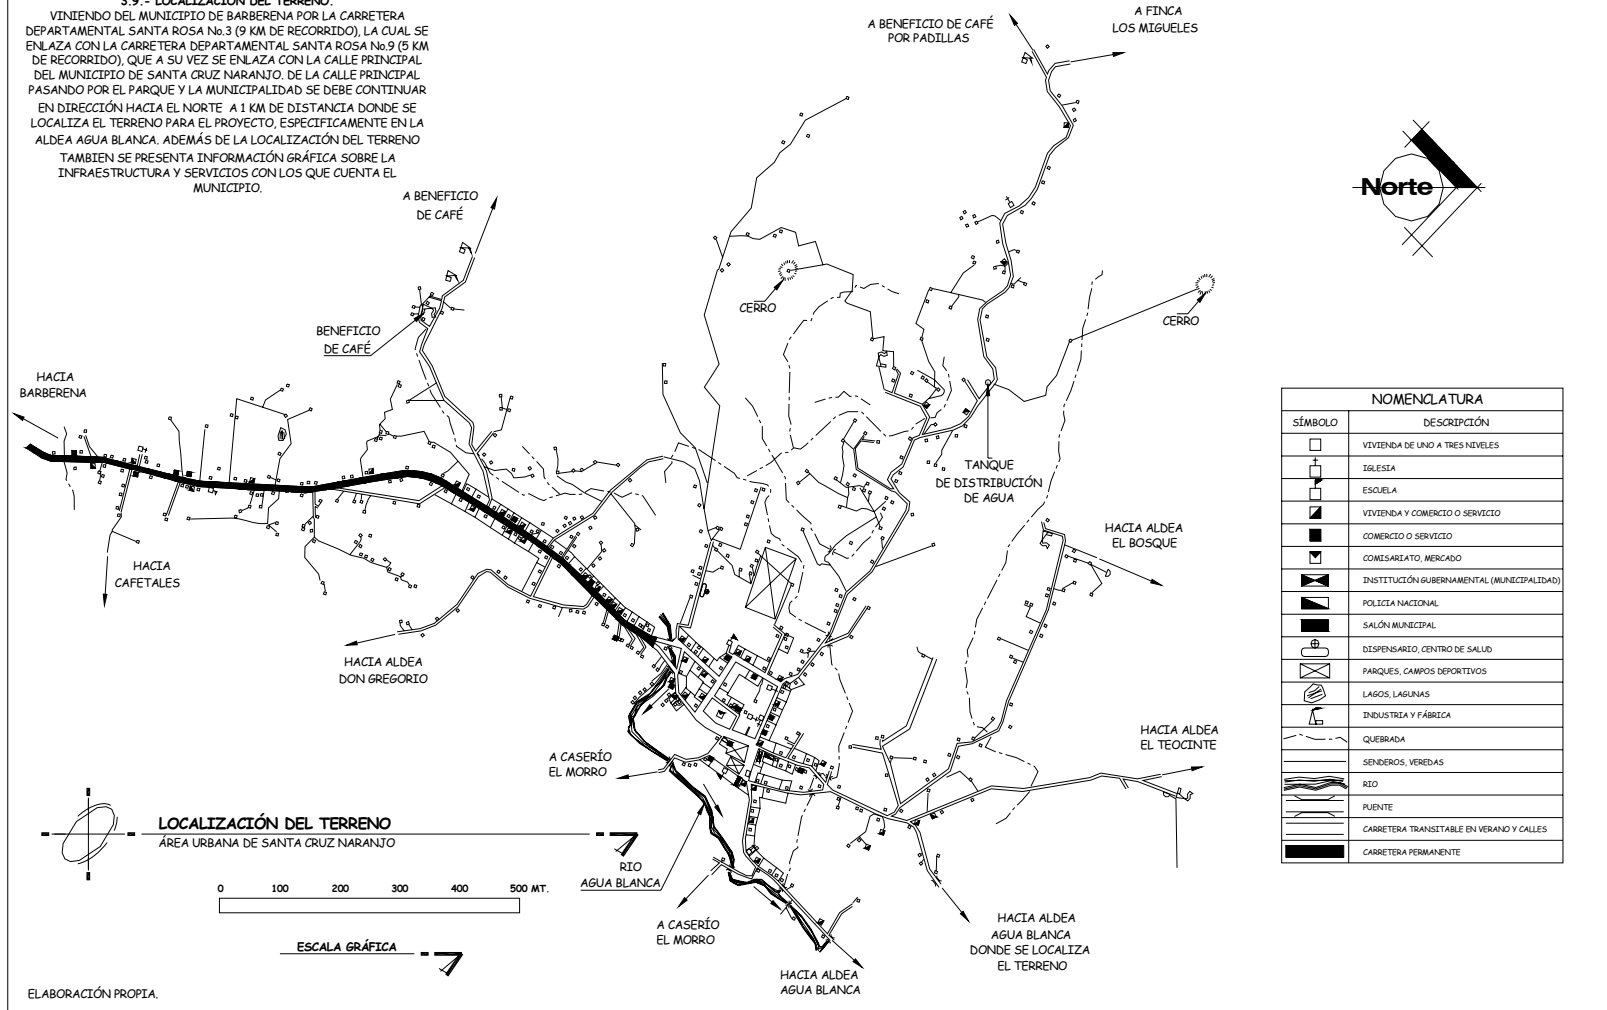 3.9.- LOCALIZACIÓN DEL TERRENO.
VINIENDO DEL MUNICIPIO DE BARBERENA POR LA CARRETERA
DEPARTAMENTAL SANTA ROSA No.3 (9 KM DE RECORRIDO), LA CUAL SE
ENLAZA CON LA CARRETERA DEPARTAMENTAL SANTA ROSA No.9 (5 KM
DE RECORRIDO), QUE A SU VEZ SE ENLAZA CON LA CALLE PRINCIPAL
DEL MUNICIPIO DE SANTA CRUZ NARANJO. DE LA CALLE PRINCIPAL
PASANDO POR EL PARQUE Y LA MUNICIPALIDAD SE DEBE CONTINUAR
EN DIRECCIÓN HACIA EL NORTE A 1 KM DE DISTANCIA DONDE SE
LOCALIZA EL TERRENO PARA EL PROYECTO, ESPECIFICAMENTE EN LA
ALDEA AGUA BLANCA. ADEMÁS DE LA LOCALIZACIÓN DEL TERRENO
TAMBIEN SE PRESENTA INFORMACIÓN GRÁFICA SOBRE LA
INFRAESTRUCTURA Y SERVICIOS CON LOS QUE CUENTA EL
MUNICIPIO.
A BENEFICIO DE CAFÉ
POR PADILLAS
A FINCA
LOS MIGUELES
Norte
A BENEFICIO
DE CAFÉ
CERRO
CERRO
BENEFICIO
DE CAFÉ
HACIA
BARBERENA
TANQUE
DE DISTRIBUCIÓN
DE AGUA
HACIA ALDEA
EL BOSQUE
HACIA
CAFETALES
HACIA ALDEA
DON GREGORIO
A CASERÍO
EL MORRO
HACIA ALDEA
EL TEOCINTE
RIO
AGUA BLANCA
A CASERÍO
EL MORRO
HACIA ALDEA
AGUA BLANCA
HACIA ALDEA
AGUA BLANCA
DONDE SE LOCALIZA
EL TERRENO
NOMENCLATURA
SÍMBOLO DESCRIPCIÓN
VIVIENDA DE UNO A TRES NIVELES
IGLESIA
ESCUELA
VIVIENDA Y COMERCIO O SERVICIO
COMERCIO O SERVICIO
COMISARIATO, MERCADO
INSTITUCIÓN GUBERNAMENTAL (MUNICIPALIDAD)
POLICIA NACIONAL
SALÓN MUNICIPAL
DISPENSARIO, CENTRO DE SALUD
PARQUES, CAMPOS DEPORTIVOS
LAGOS, LAGUNAS
INDUSTRIA Y FÁBRICA
QUEBRADA
SENDEROS, VEREDAS
RIO
PUENTE
CARRETERA TRANSITABLE EN VERANO Y CALLES
CARRETERA PERMANENTE
LOCALIZACIÓN DEL TERRENO
ÁREA URBANA DE SANTA CRUZ NARANJO
0 100 200 300 400 500 MT.
ESCALA GRÁFICA
ELABORACIÓN PROPIA.